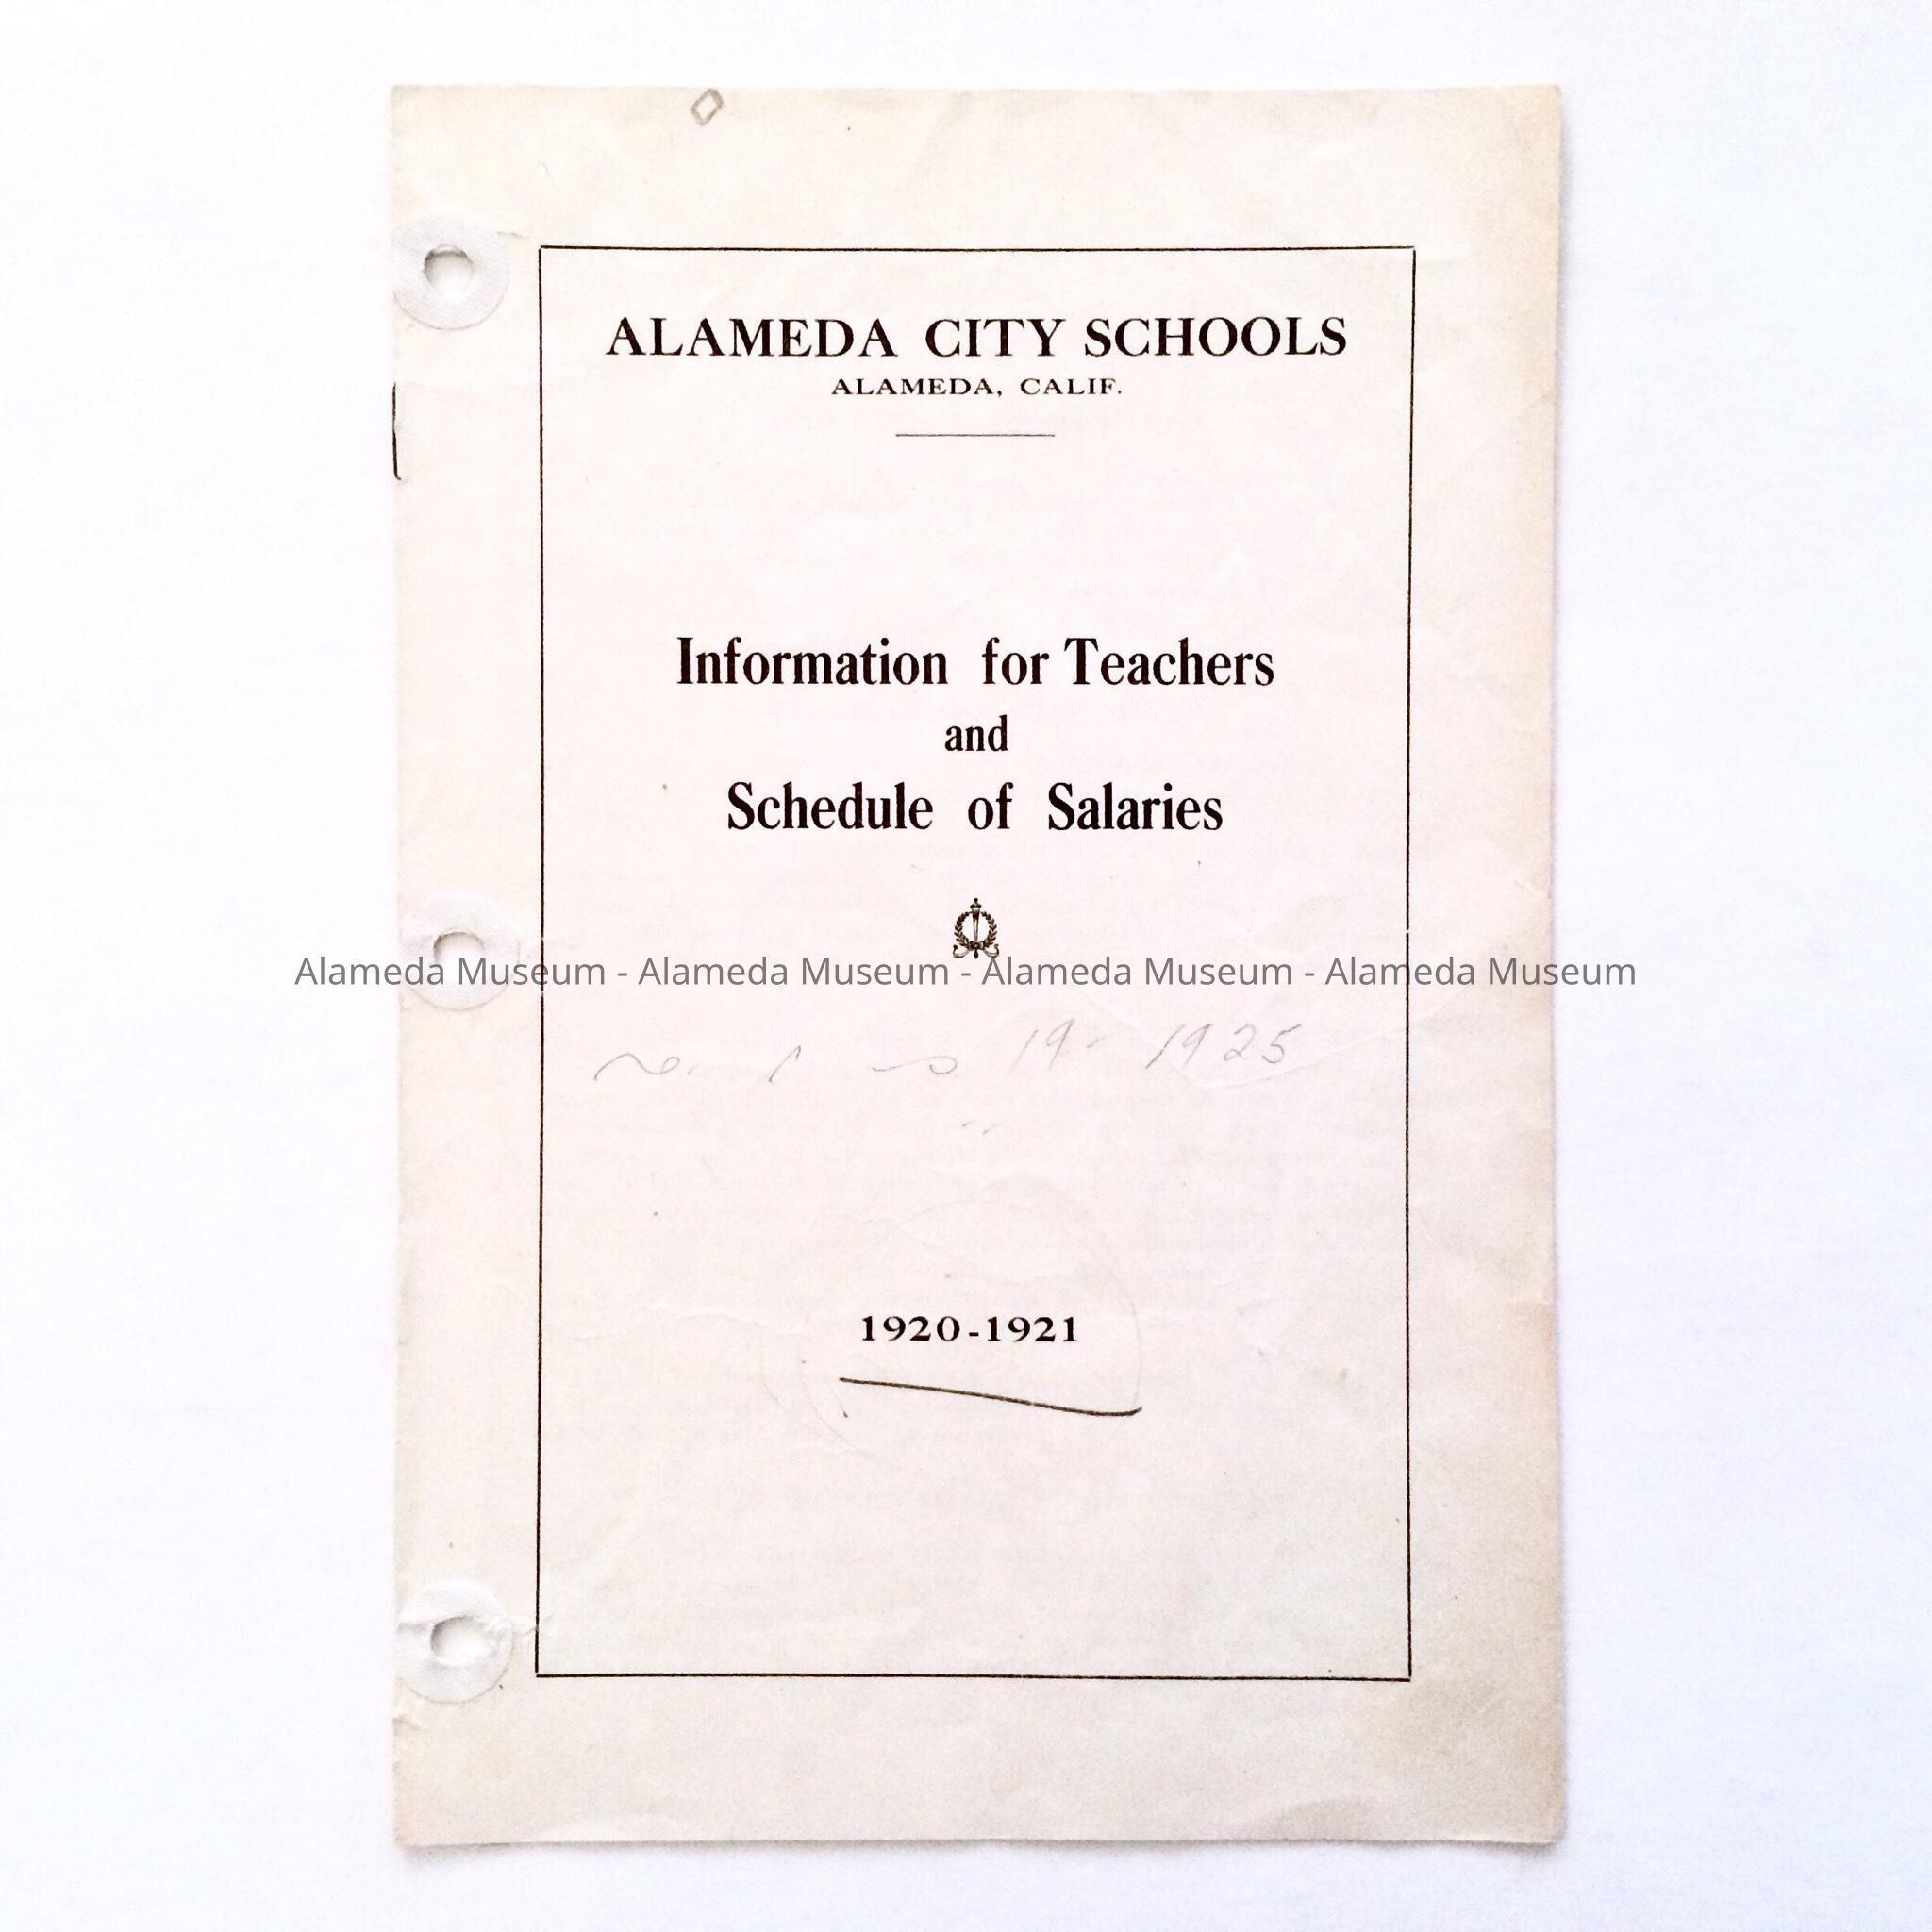 ALAMEDA CITY SCHOOLS
ALAMEDA, CALIF.
Information for Teachers
and
Schedule of Salaries
Alameda Museum - Alameda Museum - Alameda Museum - Alameda Museum
19 - 1925
1920-1921